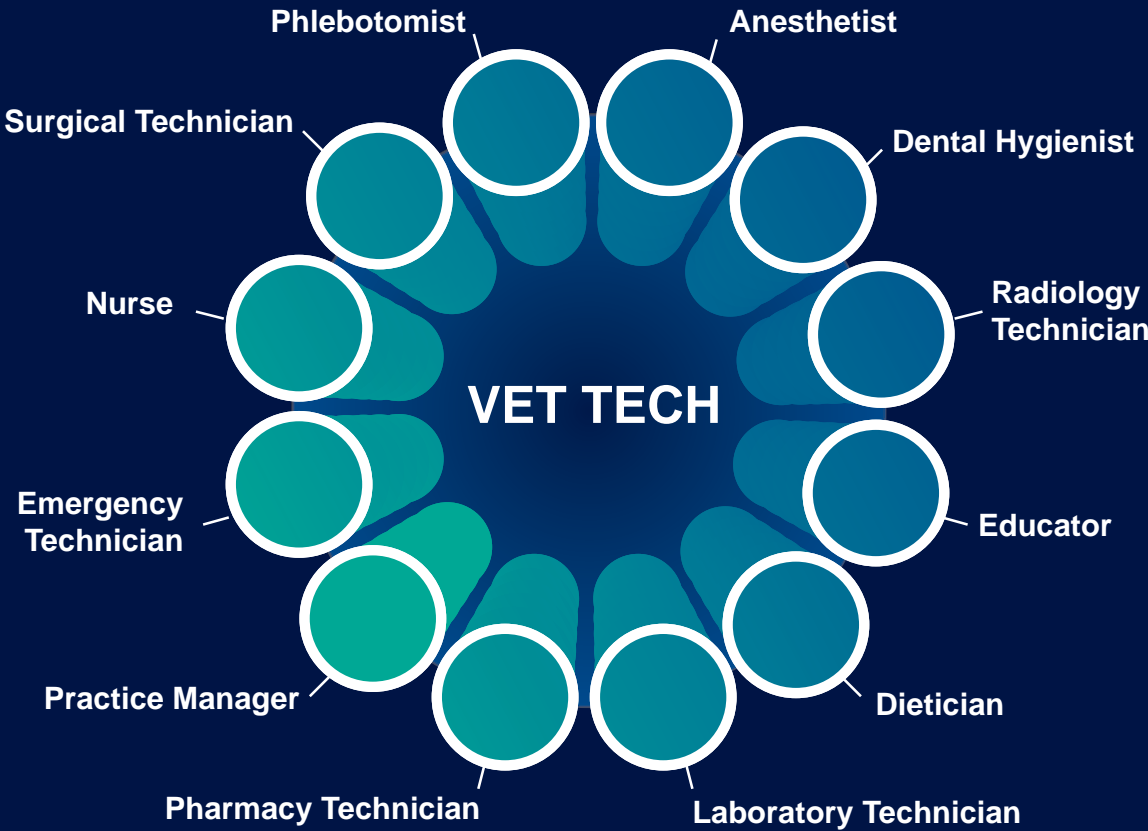 Phlebotomist
Anesthetist
Surgical Technician
Dental Hygienist
Nurse
Radiology
Technician
VET TECH
Emergency
Technician
Educator
Practice Manager
Dietician
Pharmacy Technician
Laboratory Technician